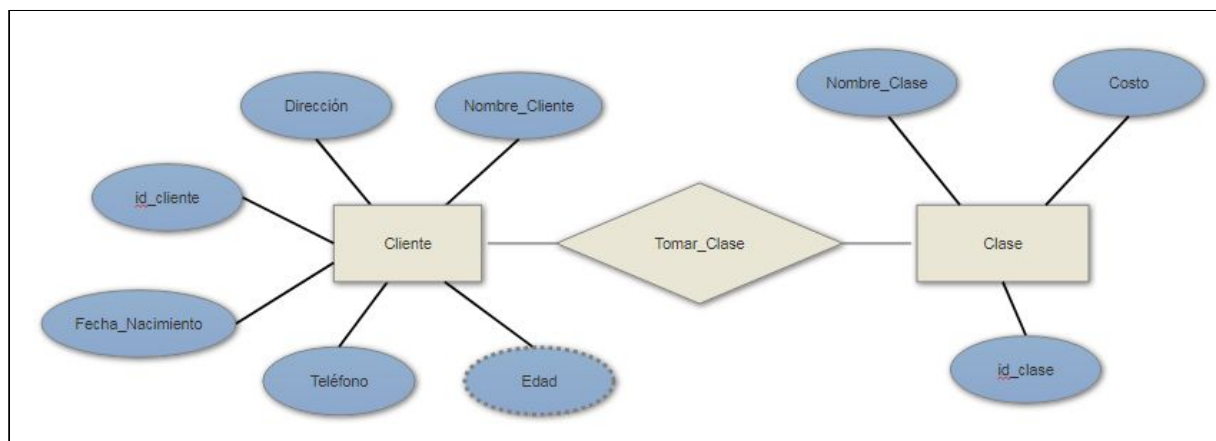 Dirección
Nombre_Cliente
Nombre_Clase
Costo
id_cliente
Cliente
Tomar_Clase
Clase
Fecha_Nacimiento
Teléfono
Edad
id_clase